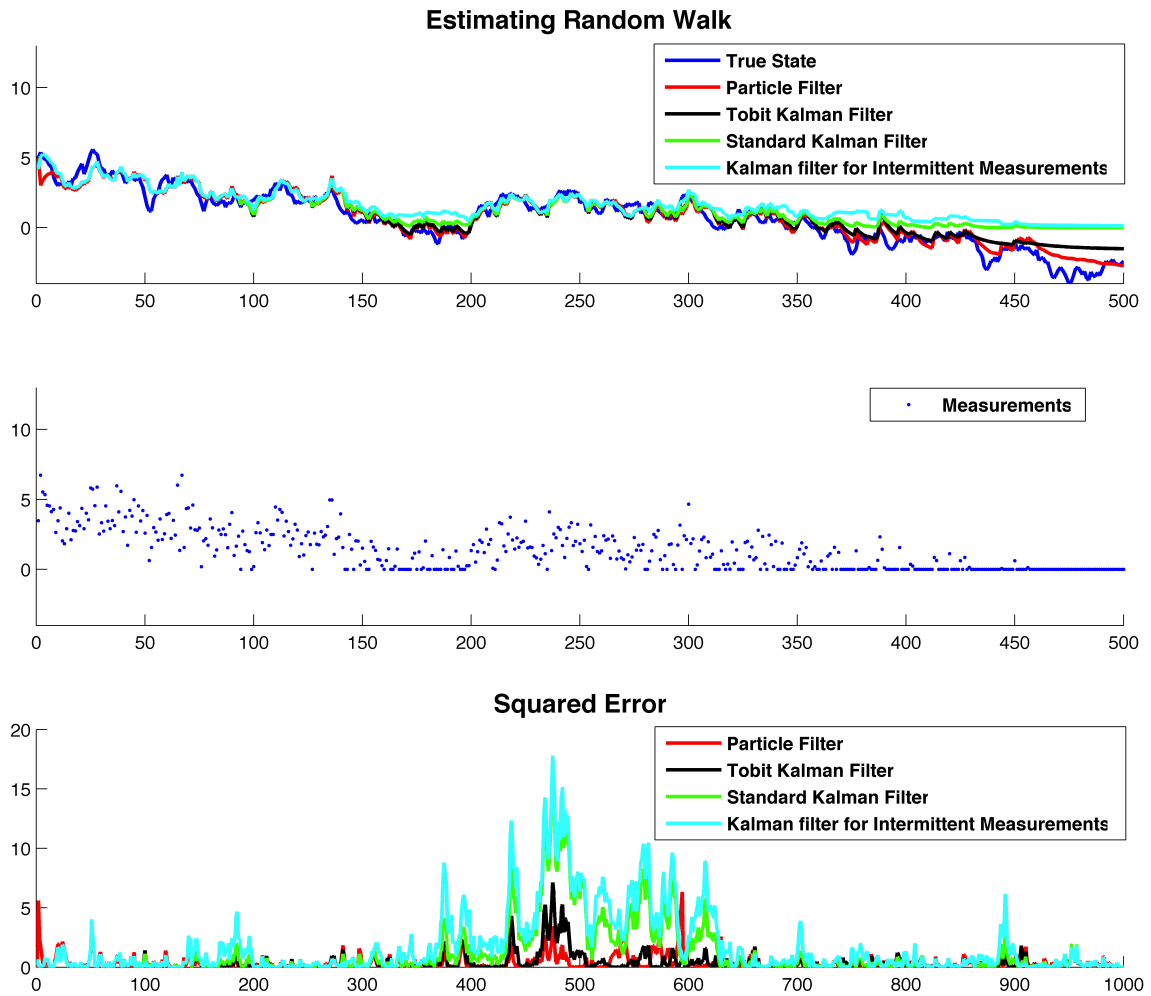 Estimating Random Walk
True State
Particle Filter
Tobit Kalman Filter
Standard Kalman Filter
Kalman filter for Intermittent Measurements
10
5
0
0 50 100 150 200 250 300 350 400 450 500
Measurements
10
5
0
0 50 100 150 200 250 300 350 400 450 500
Squared Error
Particle Filter
Tobit Kalman Filter
Standard Kalman Filter
Kalman filter for Intermittent Measurements
20
15
10
5
0
0 100 200 300 400 500 600 700 800 900 1000